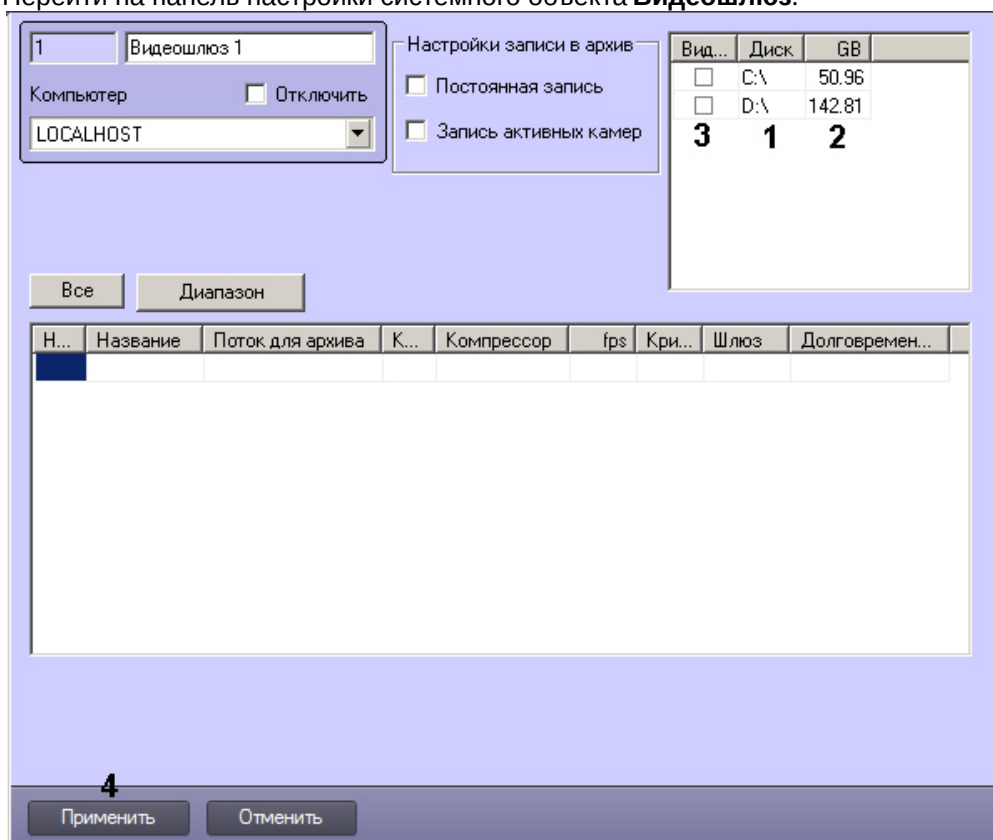 Перейти на панель настройки системного объекта Видеошлюз.
1 Видеошлюз 1
Компьютер Отключить
LOCALHOST
Настройки записи в архив
Постоянная запись
Запись активных камер
Вид... Диск GB
C:\ 50.96
D:\ 142.81
3 1 2
Все Диапазон
Н... Название Поток для архива К... Компрессор fps Кри... Шлюз Долговремен...
4
Применить Отменить